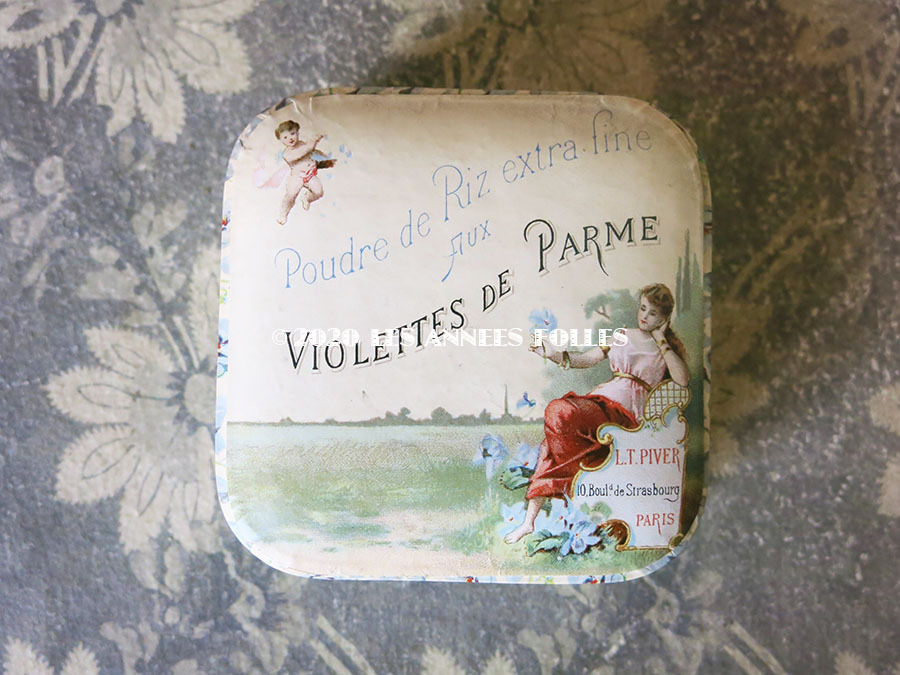 Poudre de Riz extra-fine
Aux
VIOLETTES DE PARME
©2020 LES ANNEES FOLLES
L.T. PIVER
10, Boul.d de Strasbourg
PARIS